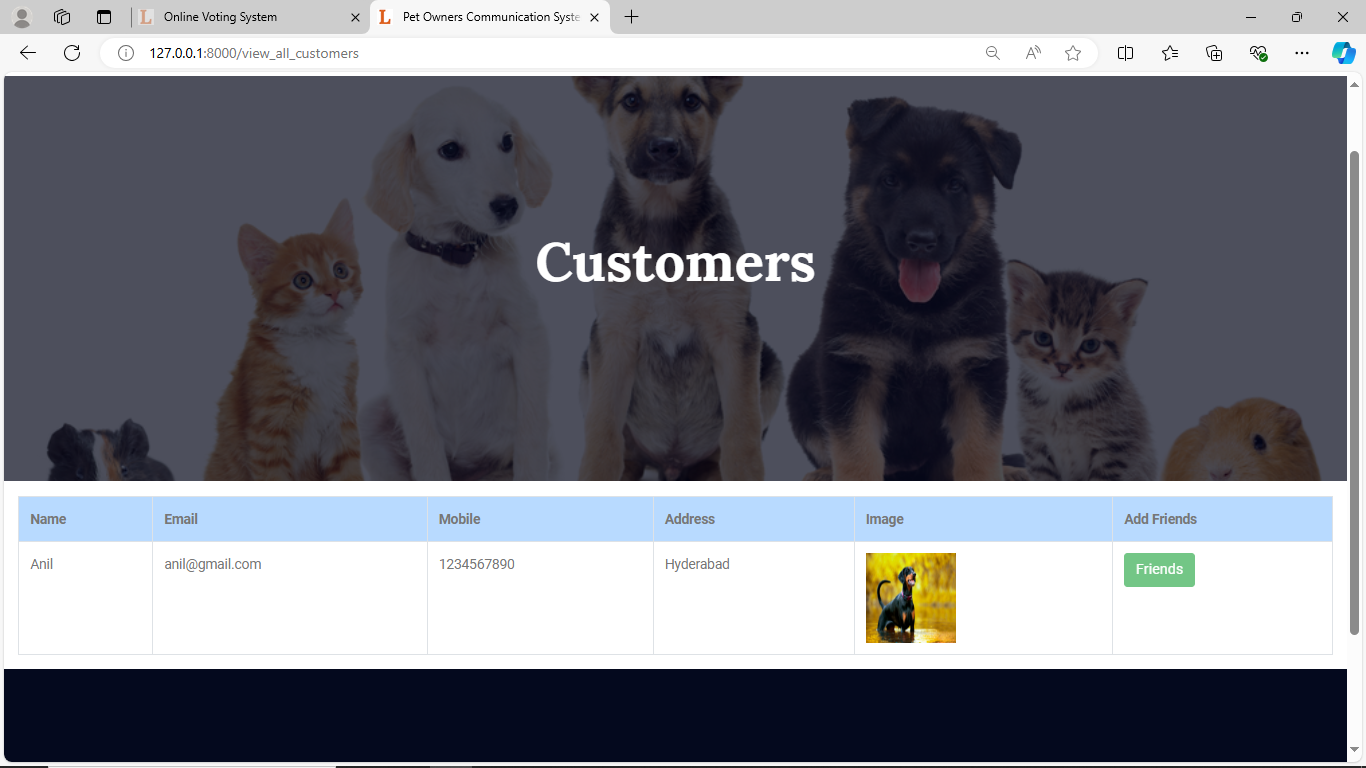 Online Voting System
Pet Owners Communication Syste
127.0.0.1:8000/view_all_customers
Customers
Name Email Mobile Address Image Add Friends
Anil anil@gmail.com 1234567890 Hyderabad Friends